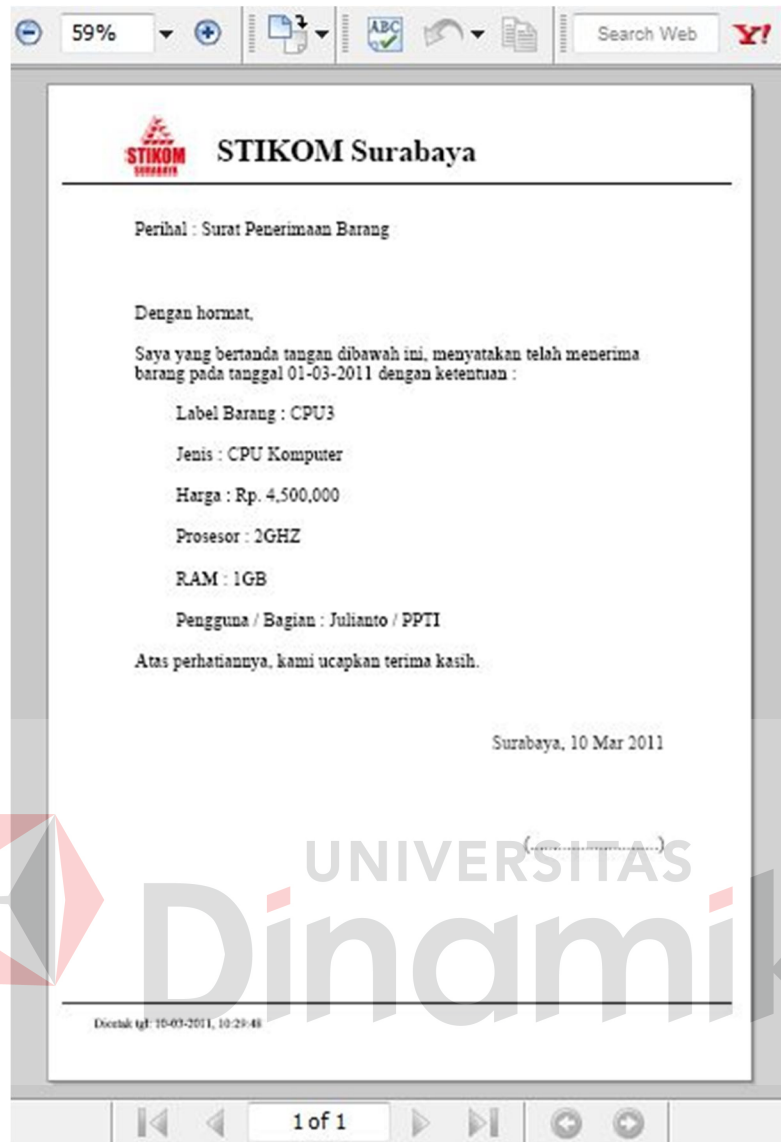 59%
ABC
Search Web
Y!
STIKOM
SURABAYA
STIKOM Surabaya
Perihal : Surat Penerimaan Barang
Dengan hormat,
Saya yang bertanda tangan dibawah ini, menyatakan telah menerima
barang pada tanggal 01-03-2011 dengan ketentuan :
Label Barang : CPU3
Jenis : CPU Komputer
Harga : Rp. 4,500,000
Prosesor : 2GHZ
RAM : 1GB
Pengguna / Bagian : Julianto / PPTI
Atas perhatiannya, kami ucapkan terima kasih.
Surabaya, 10 Mar 2011
(..............................)
UNIVERSITAS
Dinamik
Dicetak tgl: 10-03-2011, 10:29:48
1 of 1